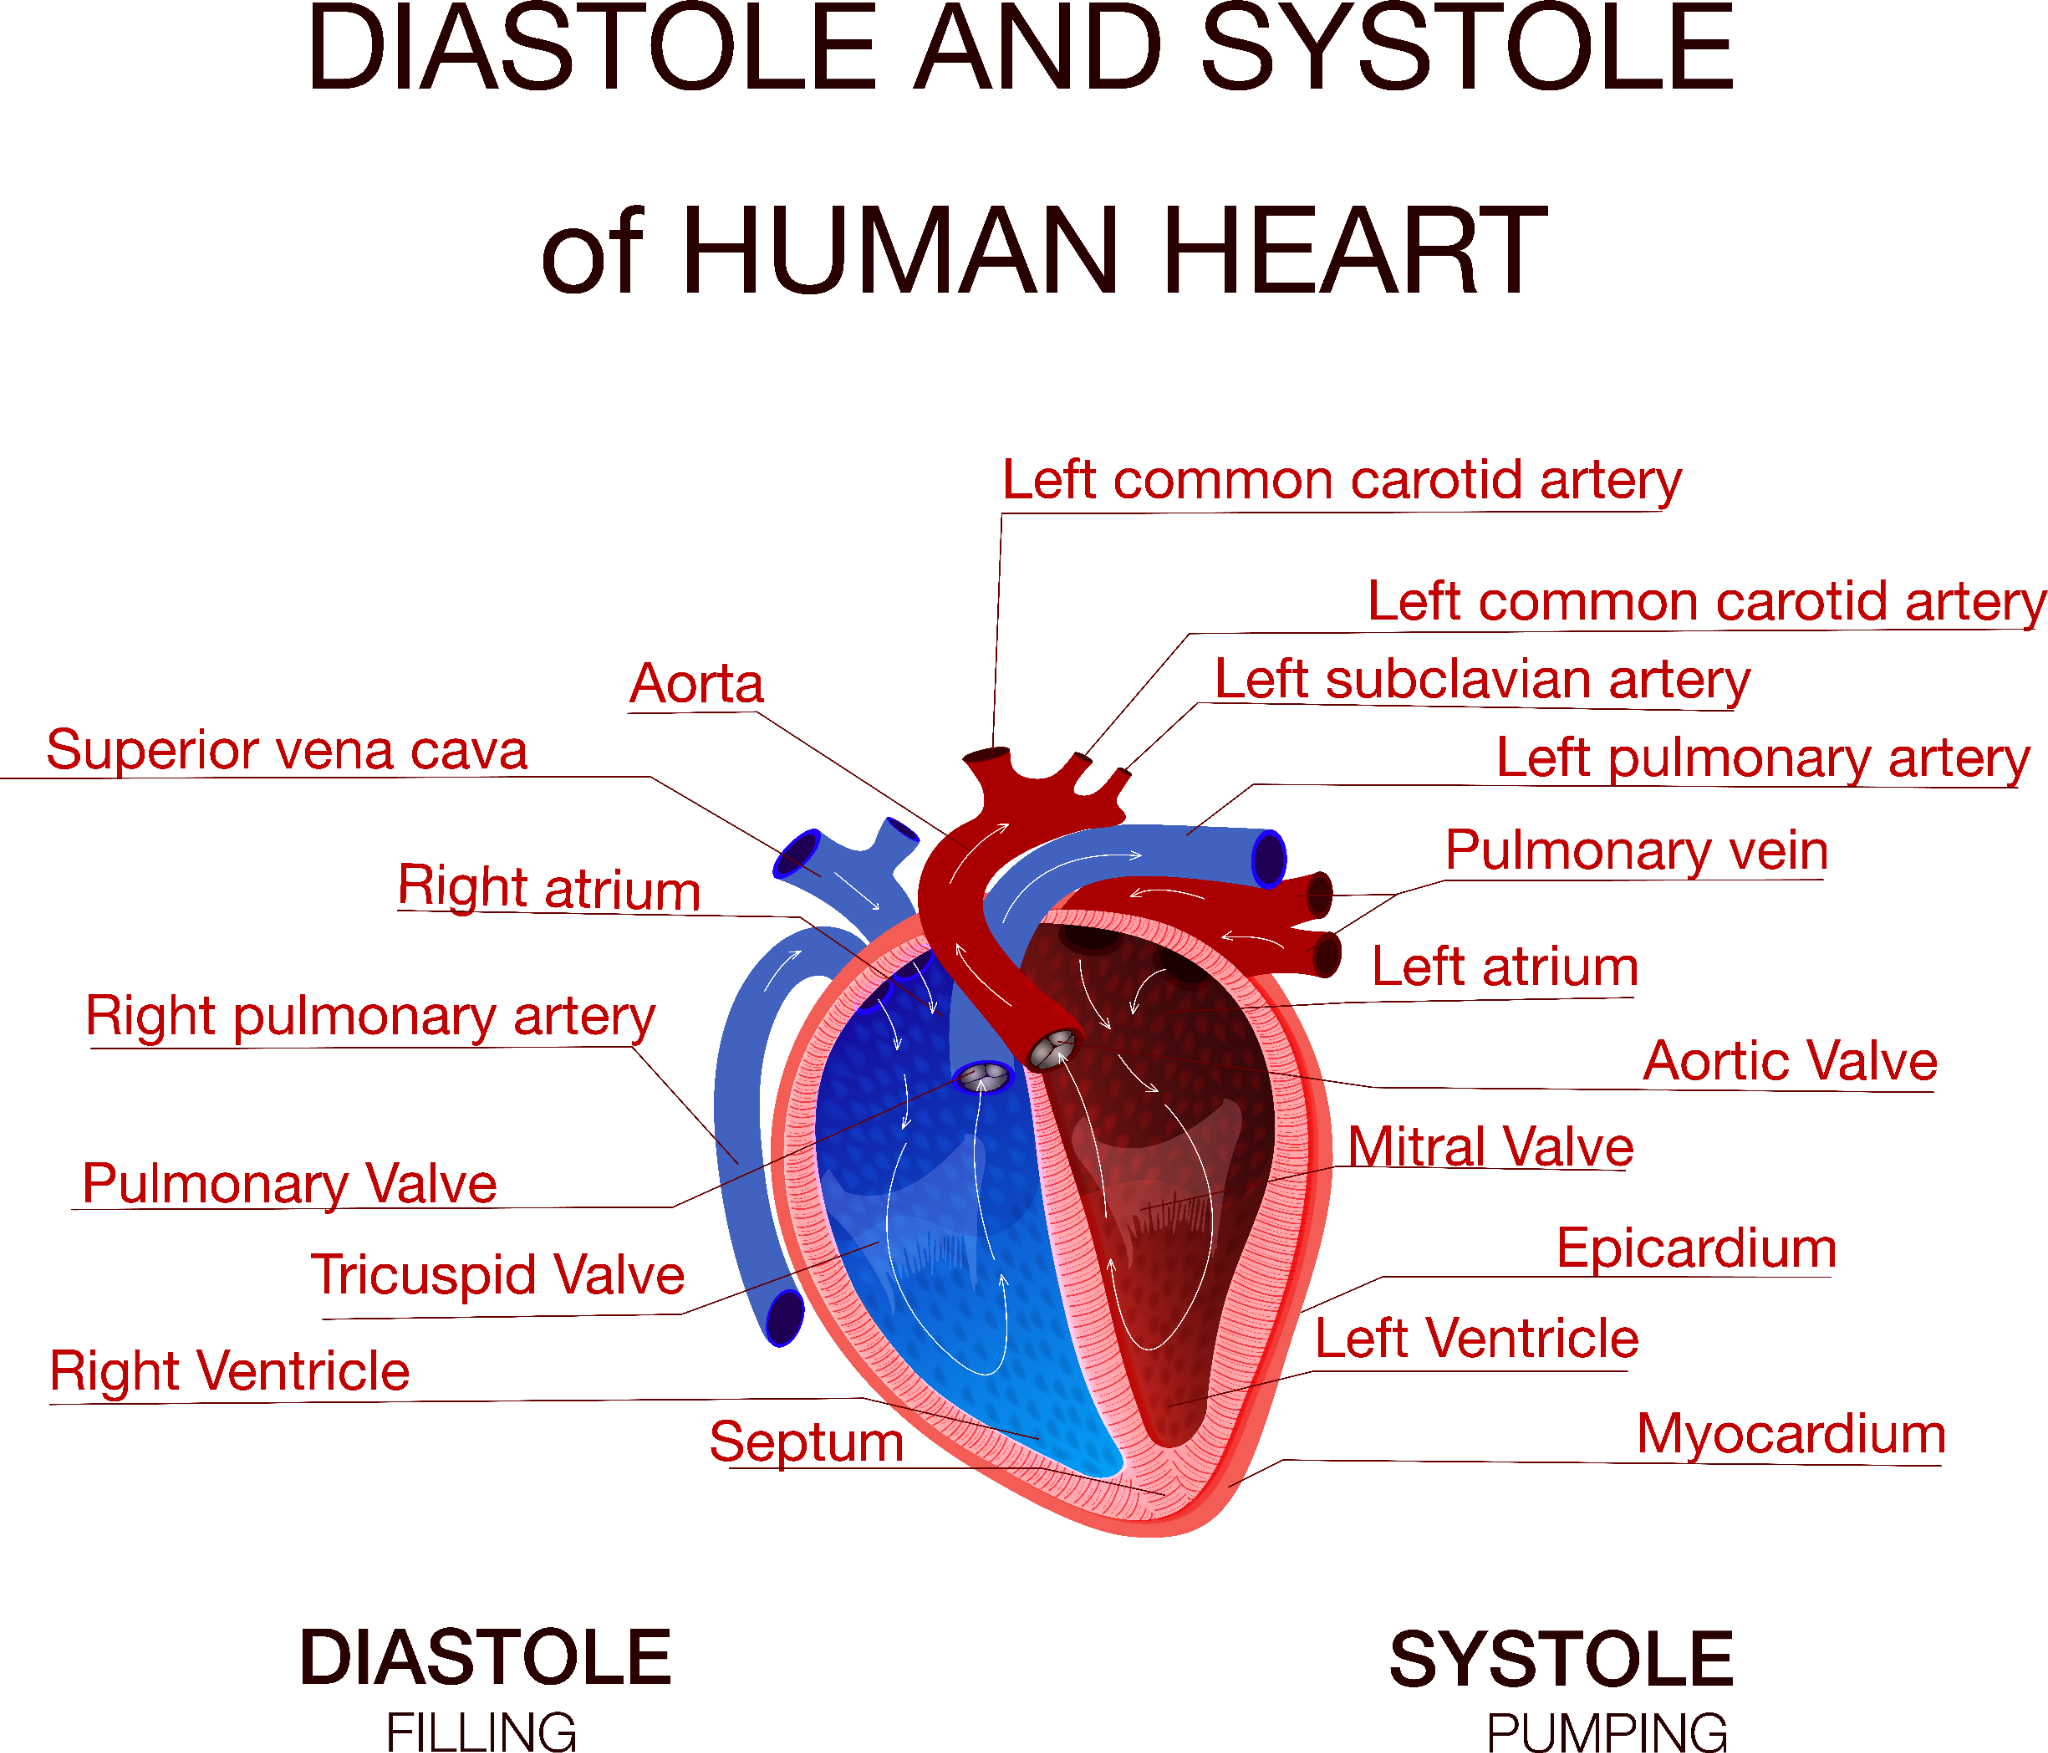 DIASTOLE AND SYSTOLE
of HUMAN HEART
Left common carotid artery
Left common carotid artery
Aorta
Left subclavian artery
Superior vena cava
Left pulmonary artery
Right atrium
Pulmonary vein
Left atrium
Right pulmonary artery
Aortic Valve
Pulmonary Valve
Mitral Valve
Tricuspid Valve
Epicardium
Right Ventricle
Left Ventricle
Septum
Myocardium
DIASTOLE
FILLING
SYSTOLE
PUMPING